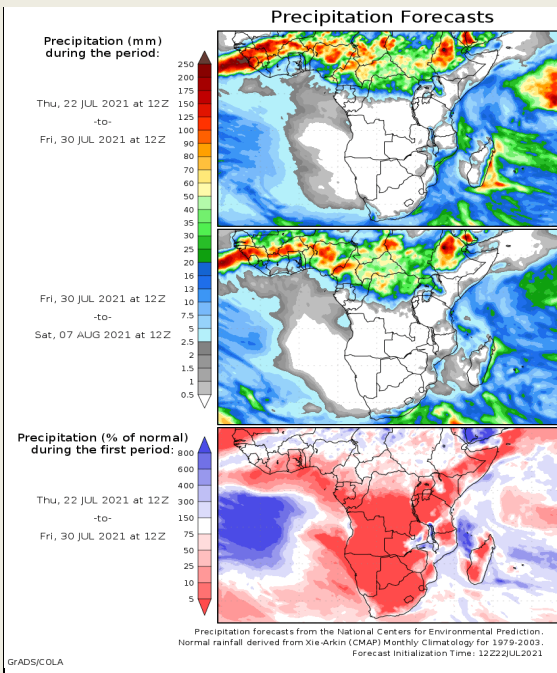 Precipitation Forecasts
Precipitation (mm)
during the period:
Thu, 22 JUL 2021 at 12Z
-to-
Fri, 30 JUL 2021 at 12Z
250
200
175
150
125
100
90
80
70
60
50
40
35
30
25
20
16
13
10
7.5
5
2.5
2
1.5
1
0.5
Fri, 30 JUL 2021 at 12Z
-to-
Sat, 07 AUG 2021 at 12Z
Precipitation (% of normal)
during the first period:
Thu, 22 JUL 2021 at 12Z
-to-
Fri, 30 JUL 2021 at 12Z
800
600
400
300
150
75
50
25
10
5
Precipitation forecasts from the National Centers for Environmental Prediction.
Normal rainfall derived from Xie-Arkin (CMAP) Monthly Climatology for 1979-2003.
Forecast Initialization Time: 12Z22JUL2021
GrADS/COLA